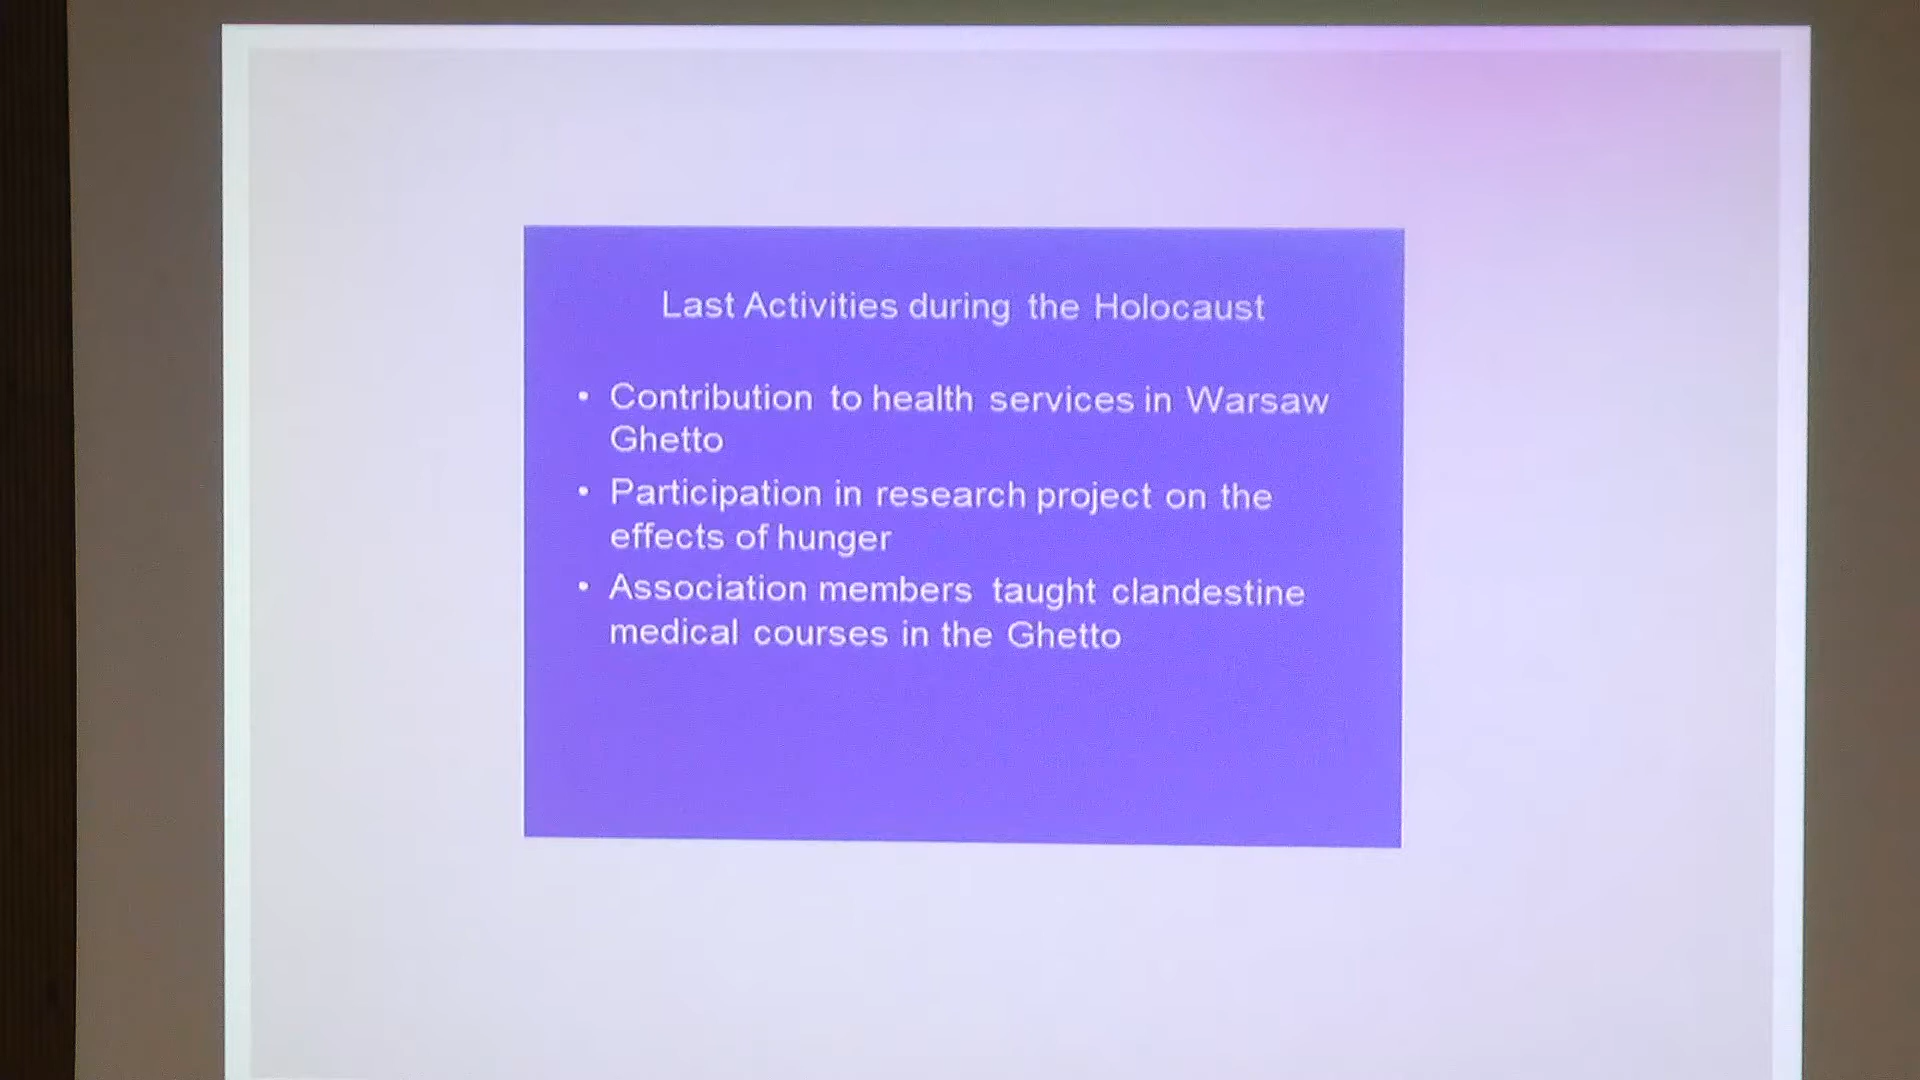 Last Activities during the Holocaust
• Contribution to health services in Warsaw
Ghetto
• Participation in research project on the
effects of hunger
• Association members taught clandestine
medical courses in the Ghetto